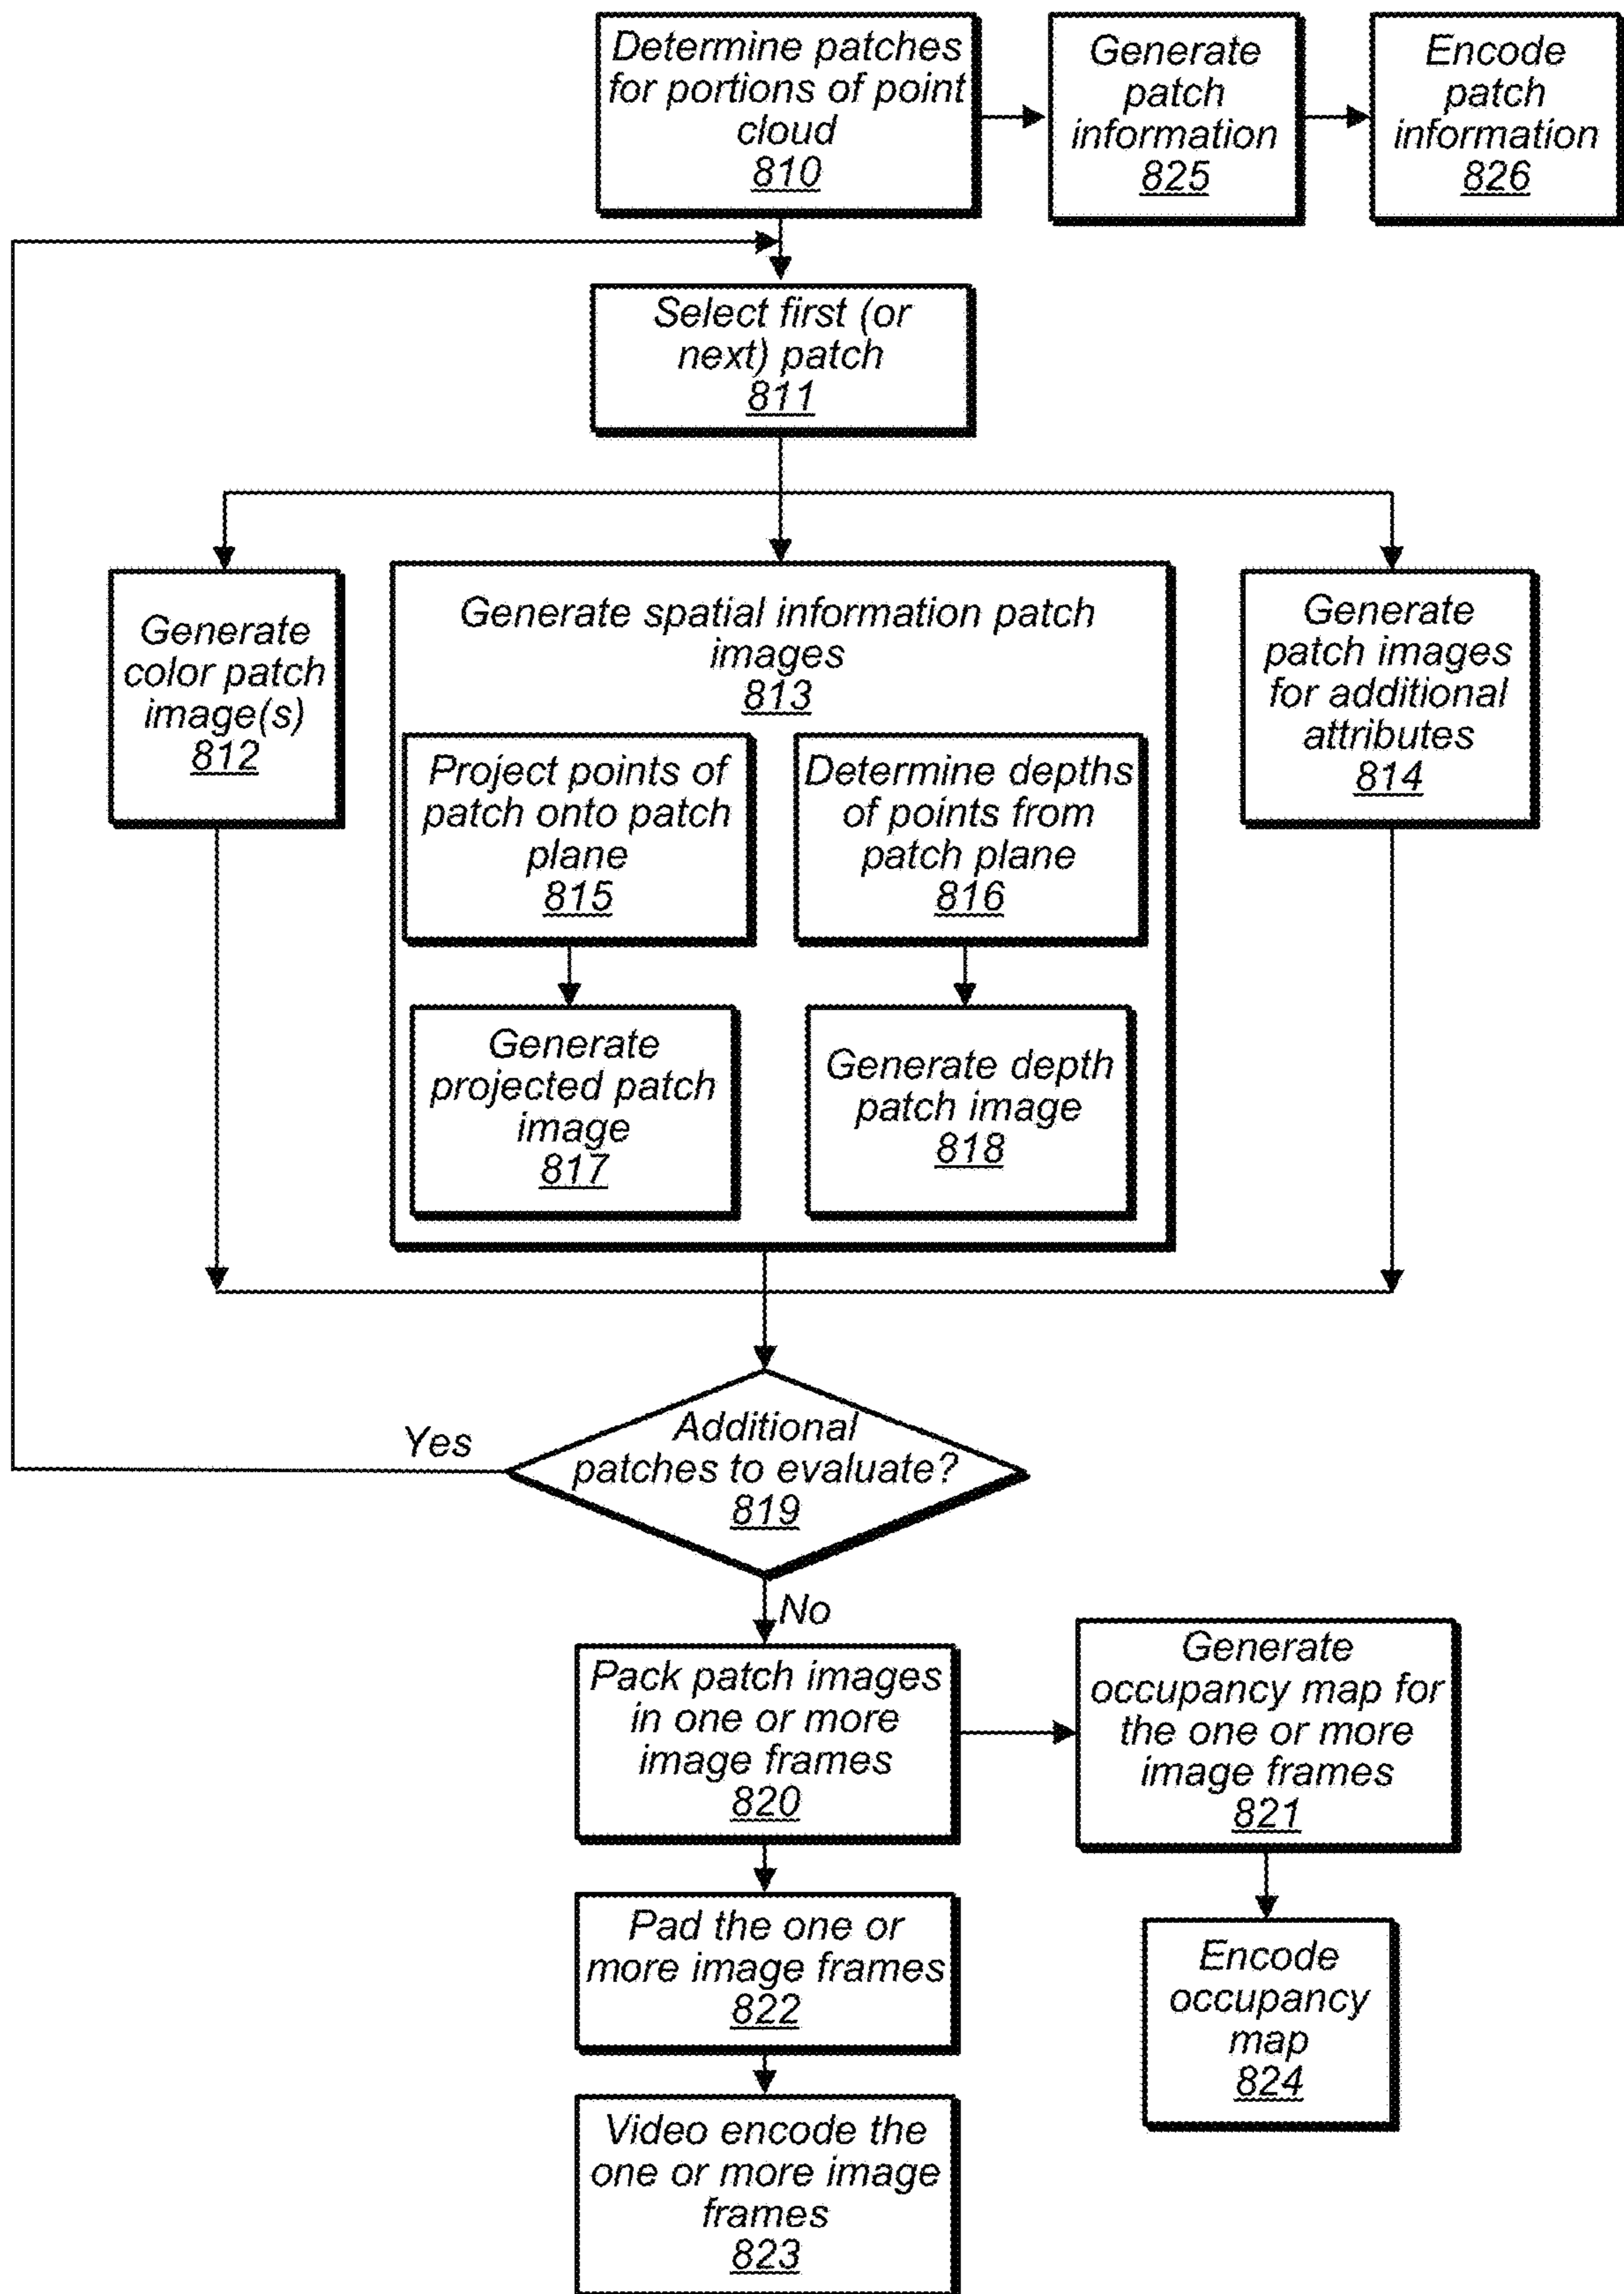 Determine patches
for portions of point
cloud
810
Generate
patch
information
825
Encode
patch
information
826
Select first (or
next) patch
811
Generate
color patch
image(s)
812
Generate spatial information patch
images
813
Project points of
patch onto patch
plane
815
Determine depths
of points from
patch plane
816
Generate
projected patch
image
817
Generate depth
patch image
818
Generate
patch images
for additional
attributes
814
Additional
patches to evaluate?
819
Yes
No
Pack patch images
in one or more
image frames
820
Generate
occupancy map for
the one or more
image frames
821
Pad the one or
more image frames
822
Encode
occupancy
map
824
Video encode the
one or more image
frames
823